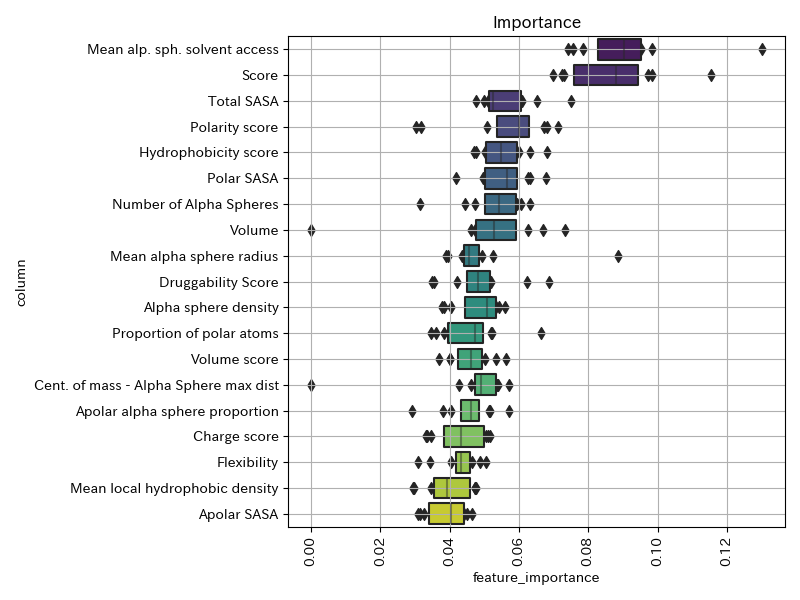 Importance
Mean alp. sph. solvent access
Score
Total SASA
Polarity score
Hydrophobicity score
Polar SASA
Number of Alpha Spheres
Volume
Mean alpha sphere radius
Druggability Score
Alpha sphere density
Proportion of polar atoms
Volume score
Cent. of mass - Alpha Sphere max dist
Apolar alpha sphere proportion
Charge score
Flexibility
Mean local hydrophobic density
Apolar SASA
column
0.00 0.02 0.04 0.06 0.08 0.10 0.12
feature_importance